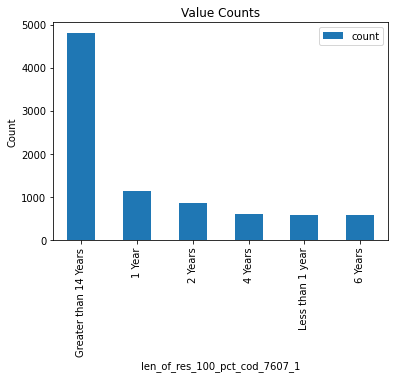 Value Counts
count
Count
5000
4000
3000
2000
1000
0
Greater than 14 Years
1 Year
2 Years
4 Years
Less than 1 year
6 Years
len_of_res_100_pct_cod_7607_1